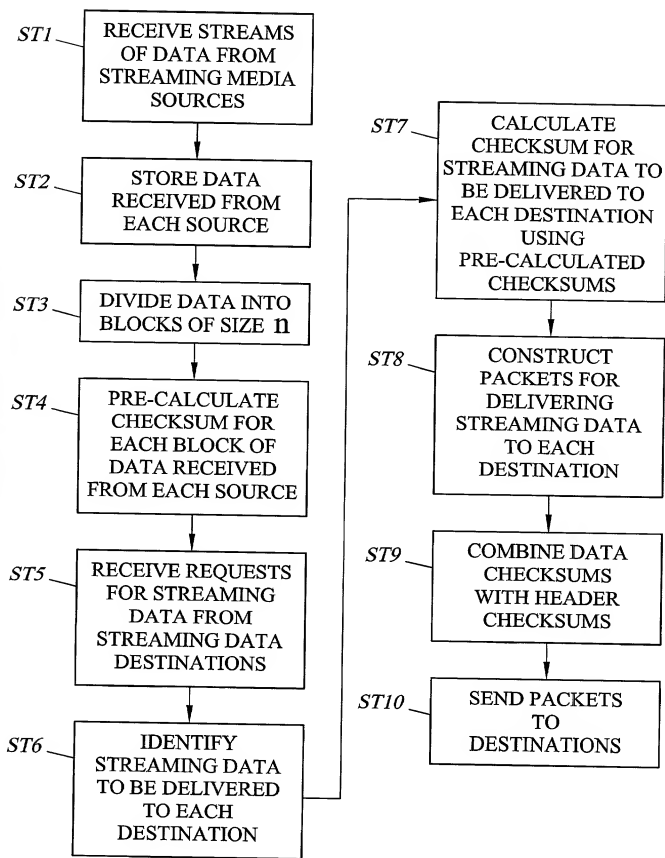 ST1
RECEIVE STREAMS
OF DATA FROM
STREAMING MEDIA
SOURCES
ST2
STORE DATA
RECEIVED FROM
EACH SOURCE
ST3
DIVIDE DATA INTO
BLOCKS OF SIZE n
ST4
PRE-CALCULATE
CHECKSUM FOR
EACH BLOCK OF
DATA RECEIVED
FROM EACH SOURCE
ST5
RECEIVE REQUESTS
FOR STREAMING
DATA FROM
STREAMING DATA
DESTINATIONS
ST6
IDENTIFY
STREAMING DATA
TO BE DELIVERED
TO EACH
DESTINATION
ST7
CALCULATE
CHECKSUM FOR
STREAMING DATA TO
BE DELIVERED TO
EACH DESTINATION
USING
PRE-CALCULATED
CHECKSUMS
ST8
CONSTRUCT
PACKETS FOR
DELIVERING
STREAMING DATA
TO EACH
DESTINATION
ST9
COMBINE DATA
CHECKSUMS
WITH HEADER
CHECKSUMS
ST10
SEND PACKETS
TO
DESTINATIONS